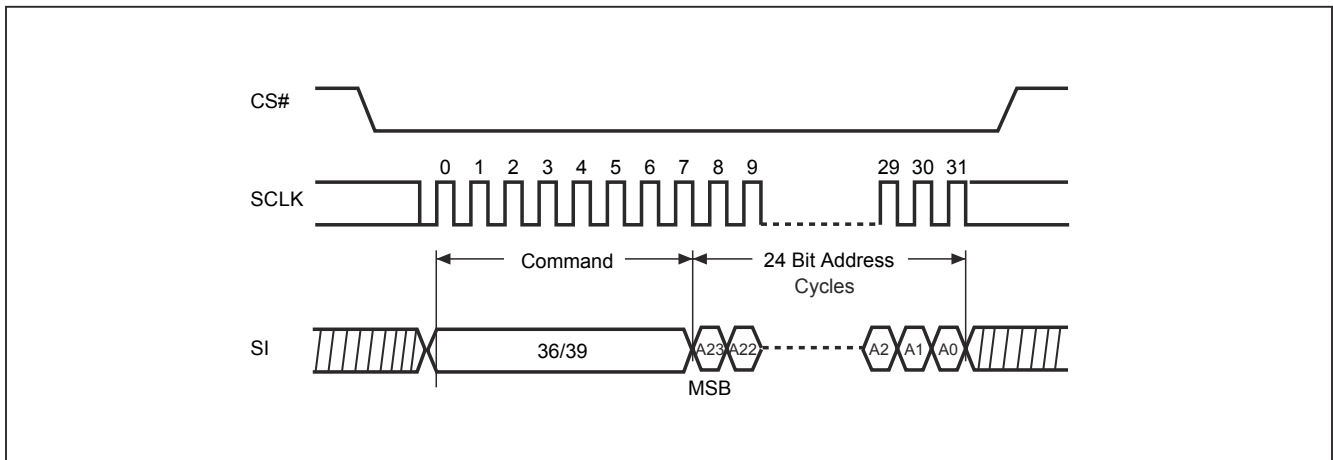 CS#
0 1 2 3 4 5 6 7 8 9 29 30 31
SCLK
Command
24 Bit Address
Cycles
SI
36/39
A23 A22 A2 A1 A0
MSB